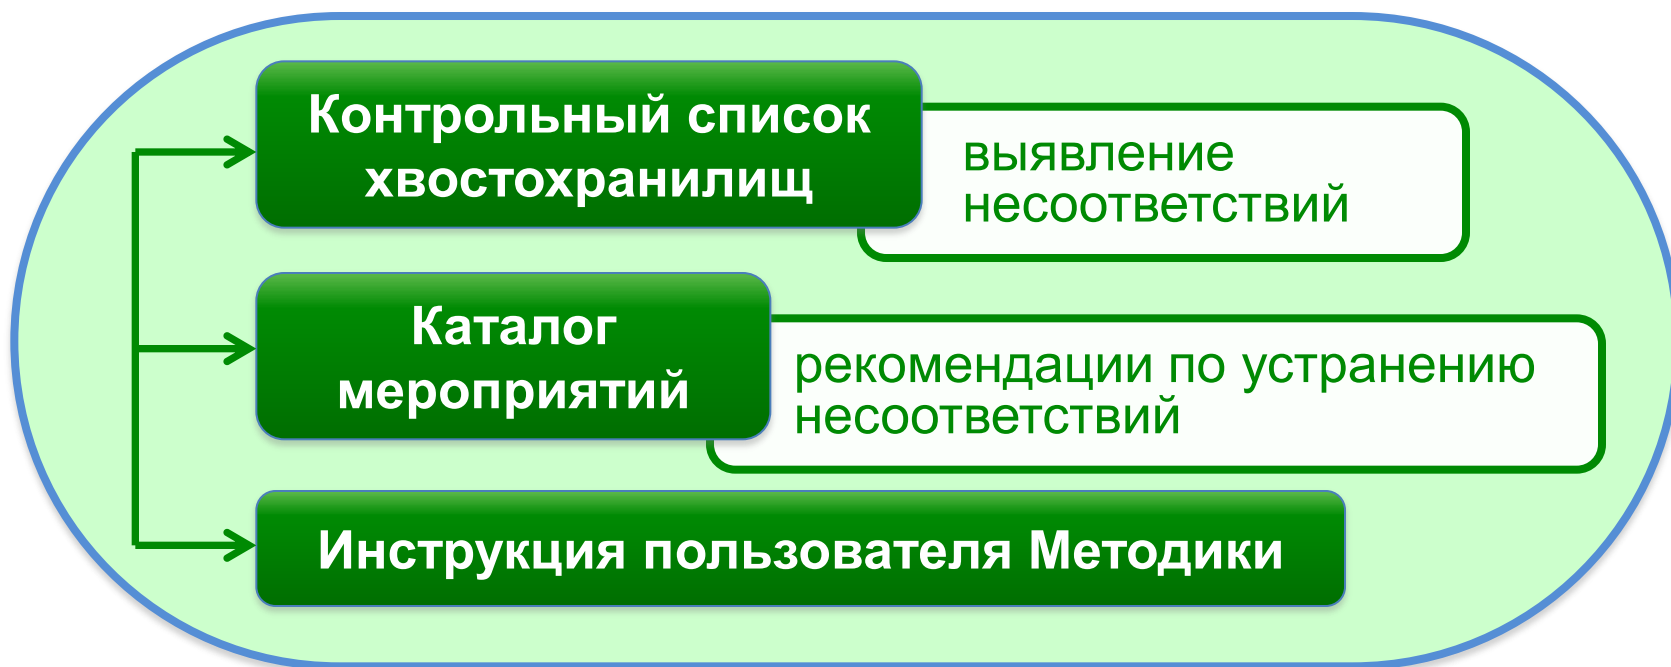 Контрольный список
хвостохранилищ
выявление
несоответствий
Каталог
мероприятий
рекомендации по устранению
несоответствий
Инструкция пользователя Методики